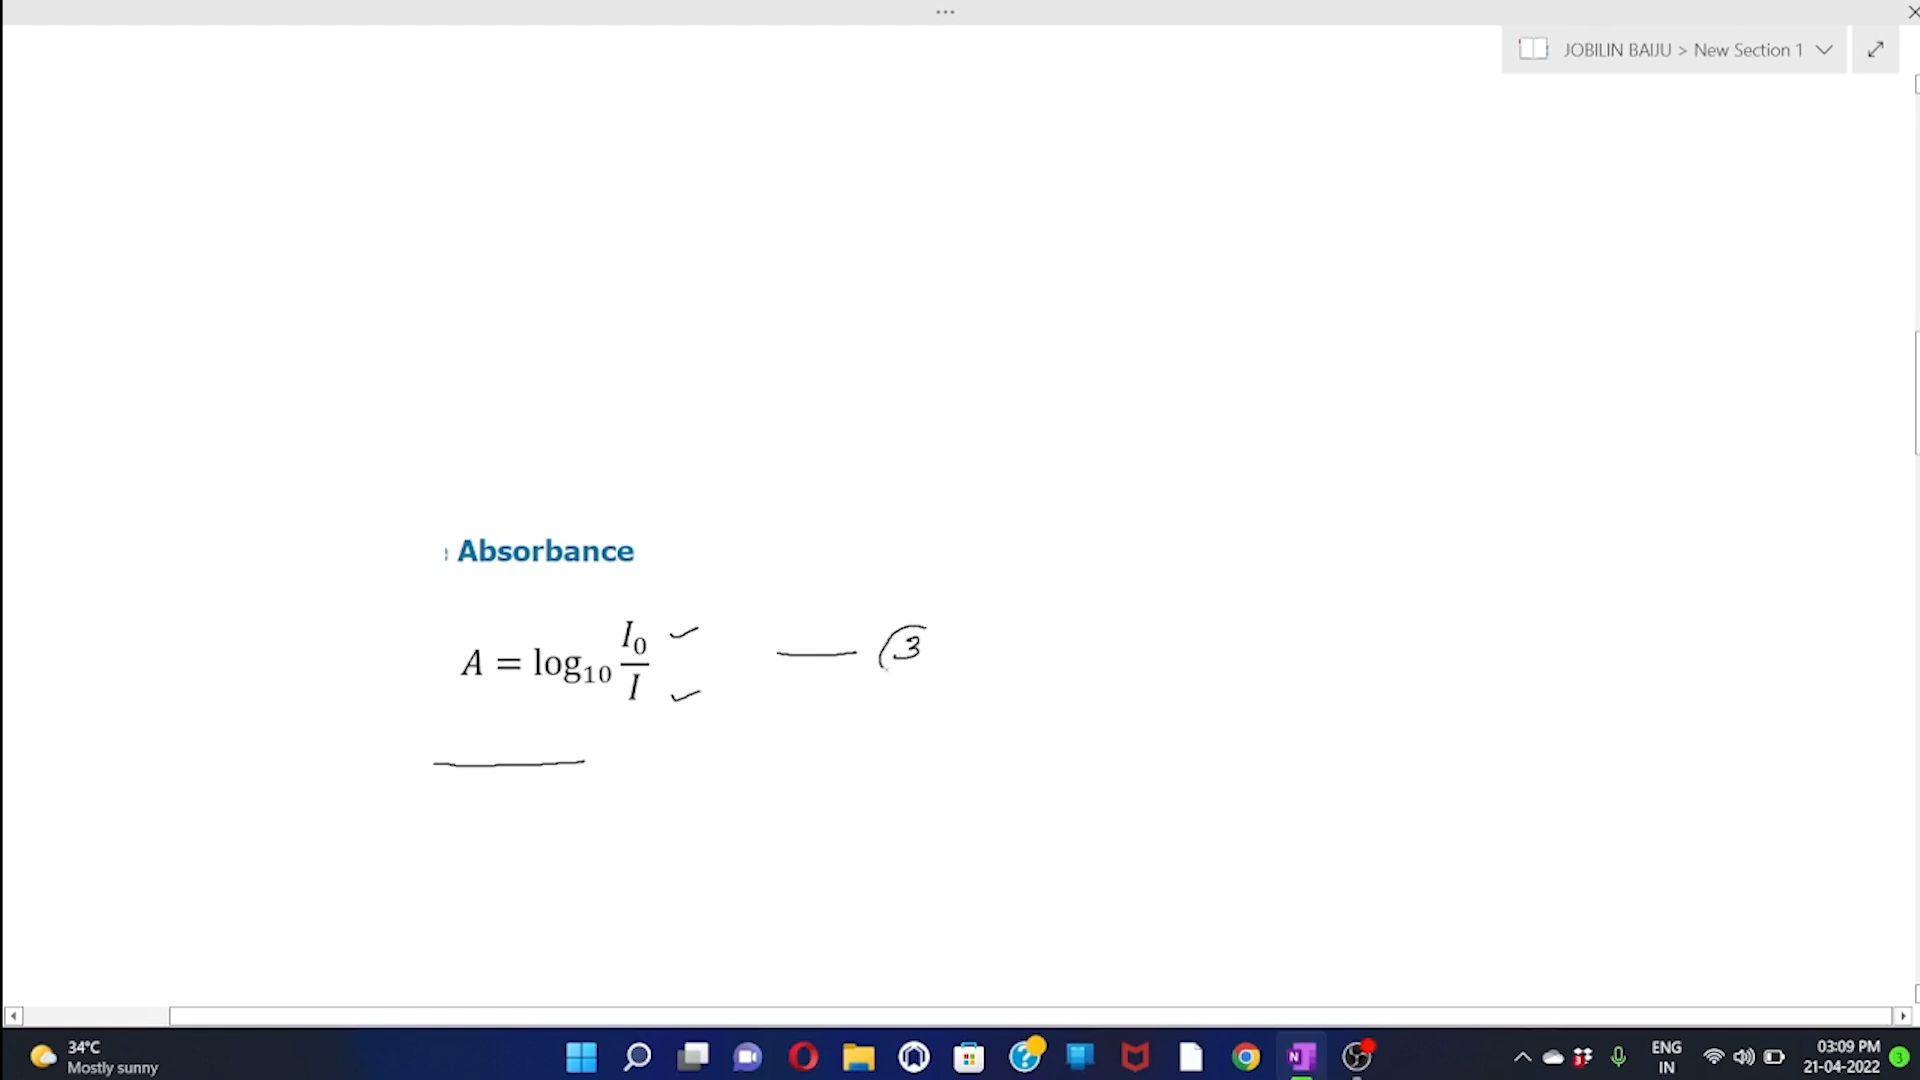 JOBILIN BAIJU > New Section 1
Absorbance
A = log₁₀ I₀/I —— 3
34°C
Mostly sunny
ENG
IN
03:09 PM
21-04-2022
3